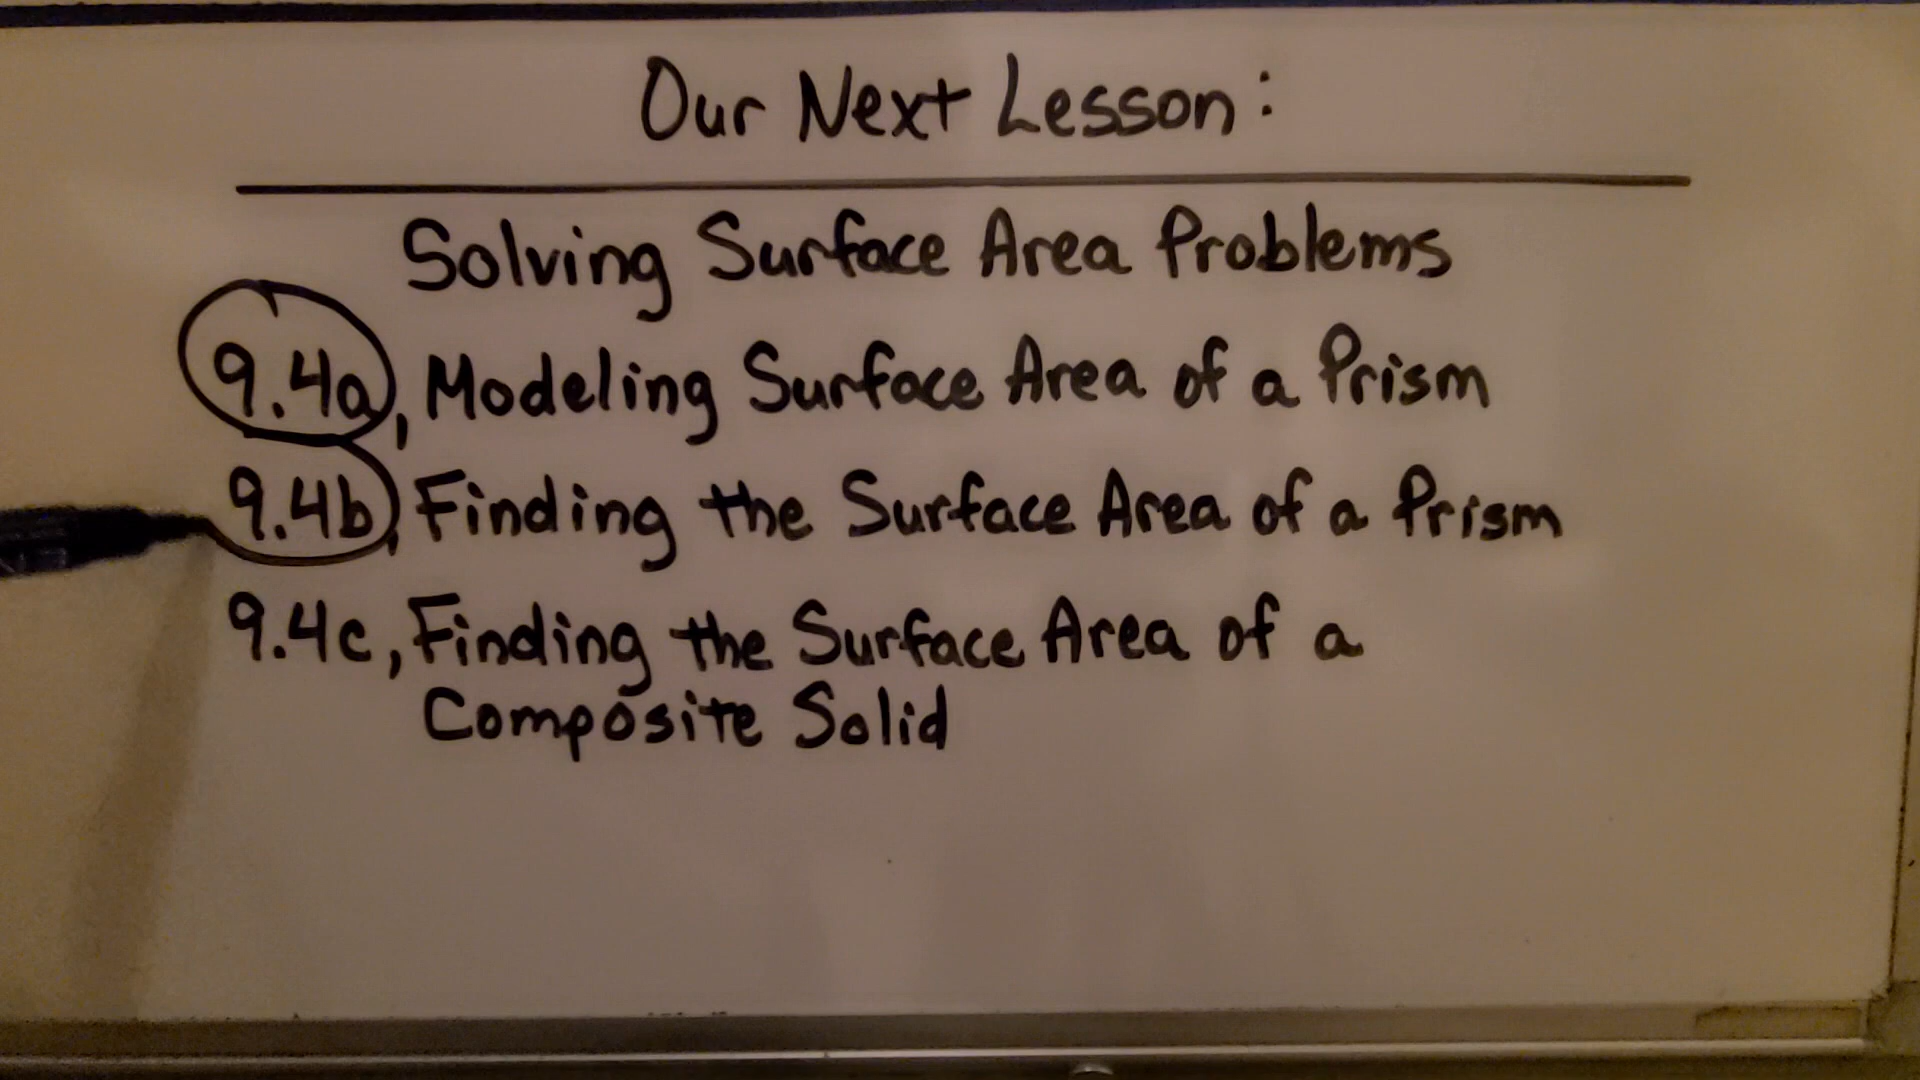 Our Next Lesson:
Solving Surface Area Problems
9.4a, Modeling Surface Area of a Prism
9.4b, Finding the Surface Area of a Prism
9.4c, Finding the Surface Area of a
Composite Solid